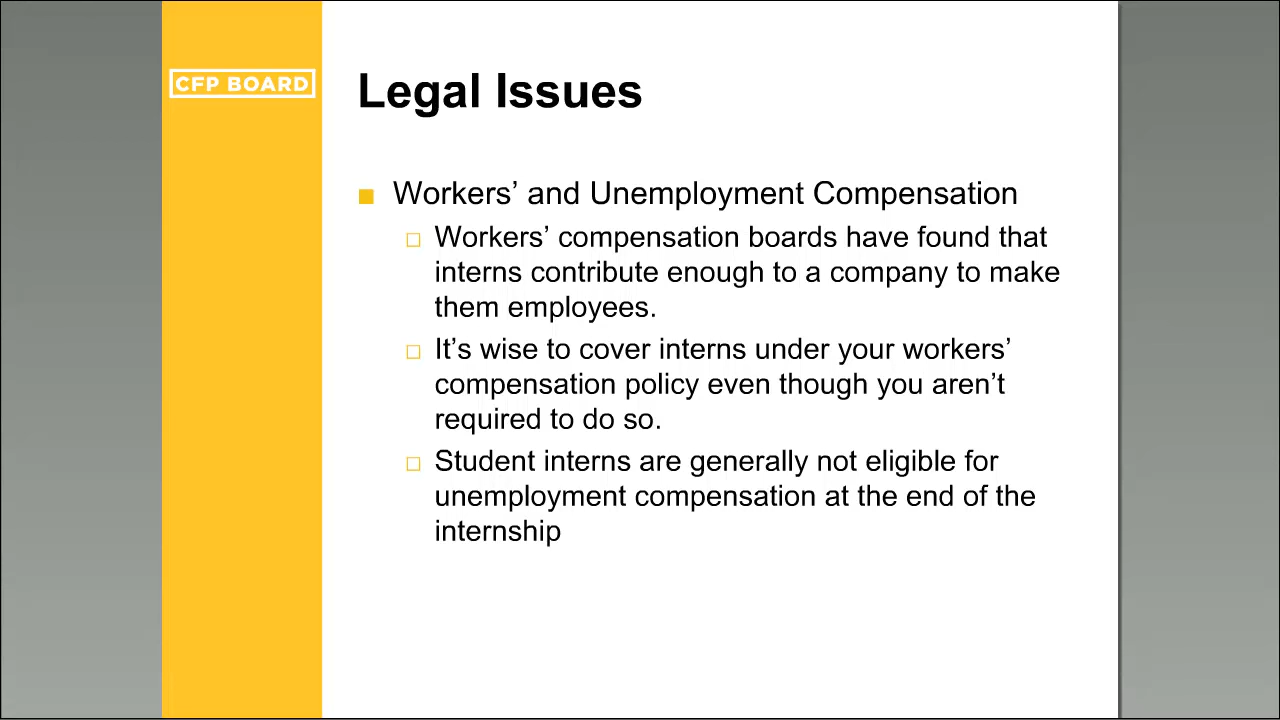 CFP BOARD
Legal Issues
■ Workers’ and Unemployment Compensation
□ Workers’ compensation boards have found that
interns contribute enough to a company to make
them employees.
□ It’s wise to cover interns under your workers’
compensation policy even though you aren’t
required to do so.
□ Student interns are generally not eligible for
unemployment compensation at the end of the
internship